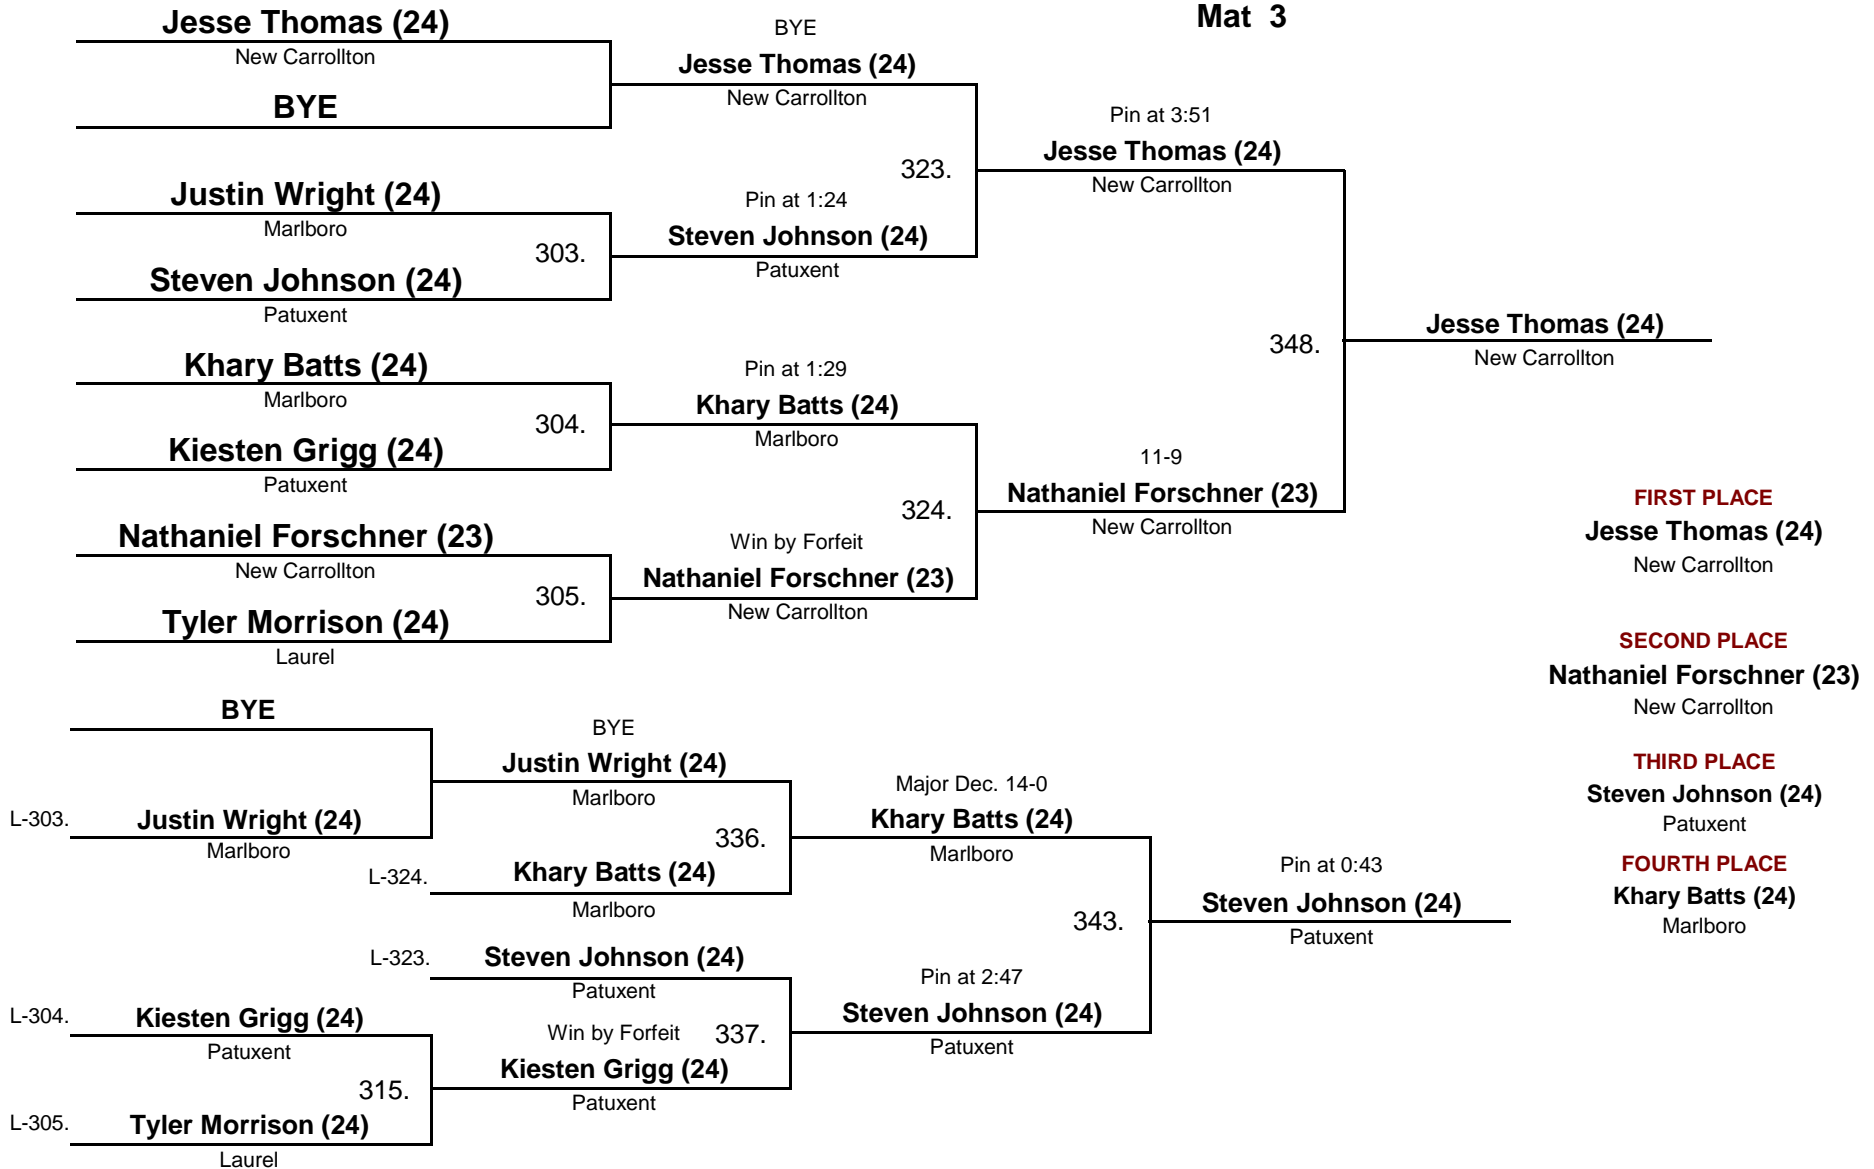 Mat 3
Jesse Thomas (24)
New Carrollton
BYE
Justin Wright (24)
Marlboro
303.
Steven Johnson (24)
Patuxent
Khary Batts (24)
Marlboro
304.
Kiesten Grigg (24)
Patuxent
Nathaniel Forschner (23)
New Carrollton
305.
Tyler Morrison (24)
Laurel
BYE
Jesse Thomas (24)
New Carrollton
323.
Pin at 1:24
Steven Johnson (24)
Patuxent
Pin at 1:29
Khary Batts (24)
Marlboro
324.
Win by Forfeit
Nathaniel Forschner (23)
New Carrollton
Pin at 3:51
Jesse Thomas (24)
New Carrollton
348.
11-9
Nathaniel Forschner (23)
New Carrollton
Jesse Thomas (24)
New Carrollton
BYE
L-303.
Justin Wright (24)
Marlboro
L-304.
Kiesten Grigg (24)
Patuxent
315.
L-305.
Tyler Morrison (24)
Laurel
BYE
Justin Wright (24)
Marlboro
336.
L-324.
Khary Batts (24)
Marlboro
L-323.
Steven Johnson (24)
Patuxent
Win by Forfeit
337.
Kiesten Grigg (24)
Patuxent
Major Dec. 14-0
Khary Batts (24)
Marlboro
343.
Pin at 2:47
Steven Johnson (24)
Patuxent
Pin at 0:43
Steven Johnson (24)
Patuxent
FIRST PLACE
Jesse Thomas (24)
New Carrollton
SECOND PLACE
Nathaniel Forschner (23)
New Carrollton
THIRD PLACE
Steven Johnson (24)
Patuxent
FOURTH PLACE
Khary Batts (24)
Marlboro